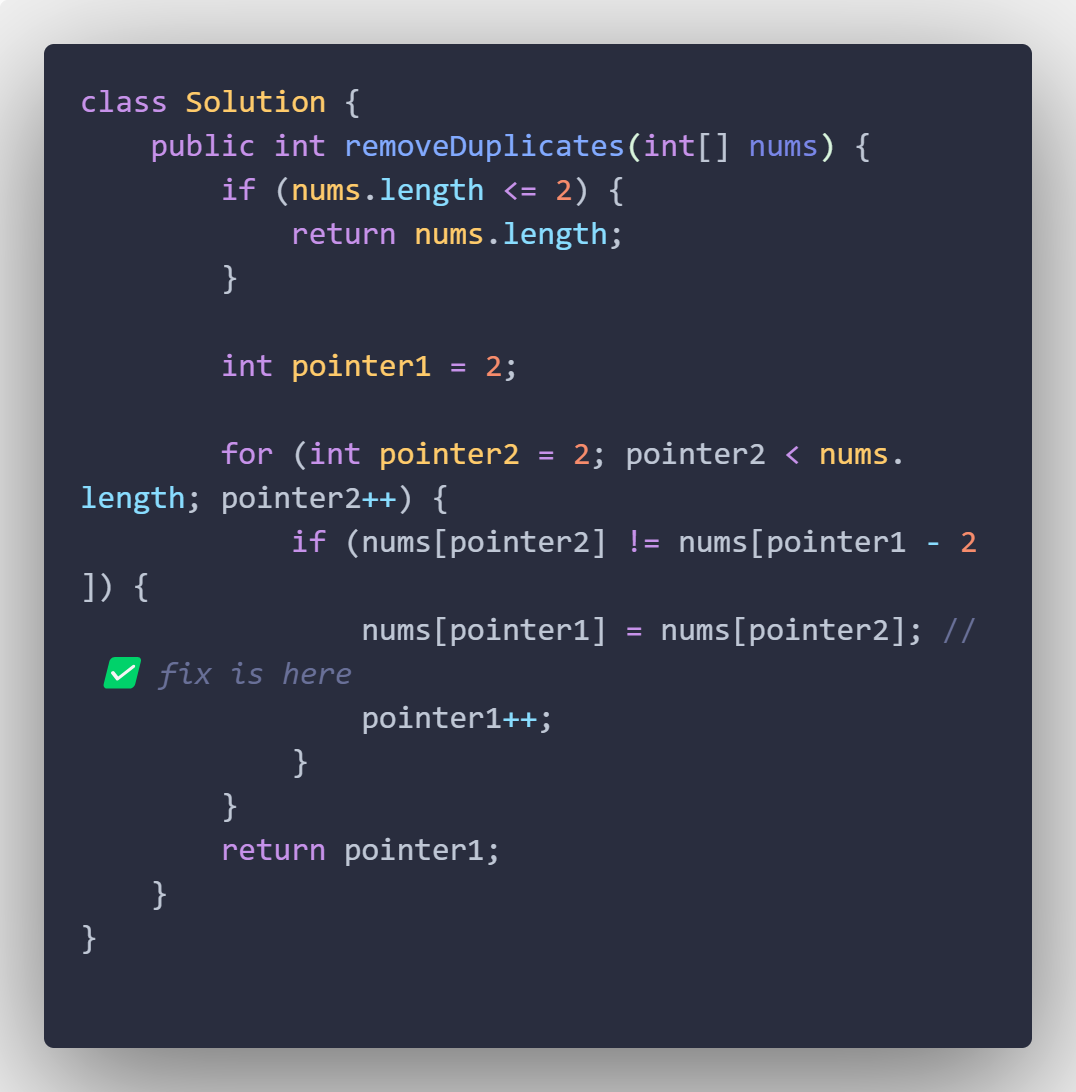 class Solution {
    public int removeDuplicates(int[] nums) {
        if (nums.length <= 2) {
            return nums.length;
        }
        int pointer1 = 2;
        for (int pointer2 = 2; pointer2 < nums.
length; pointer2++) {
            if (nums[pointer2] != nums[pointer1 - 2
]) {
                nums[pointer1] = nums[pointer2]; //
 ✅ fix is here
                pointer1++;
            }
        }
        return pointer1;
    }
}